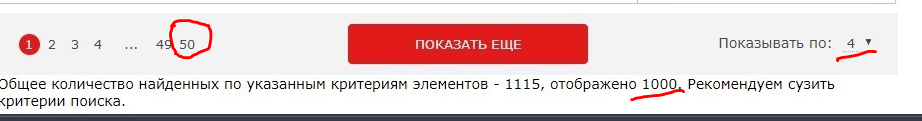 1 2 3 4 ... 49 50 ПОКАЗАТЬ ЕЩЕ Показывать по: 4
Общее количество найденных по указанным критериям элементов - 1115, отображено 1000. Рекомендуем сузить
критерии поиска.